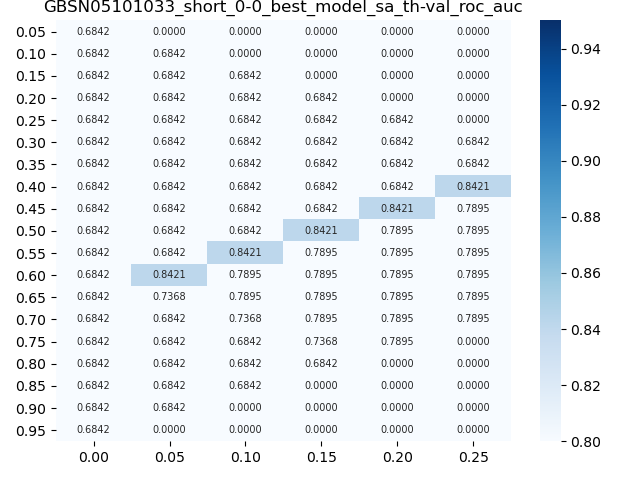 GBSN05101033_short_0-0_best_model_sa_th-val_roc_auc
0.05 0.6842 0.0000 0.0000 0.0000 0.0000 0.0000
0.10 0.6842 0.6842 0.0000 0.0000 0.0000 0.0000
0.15 0.6842 0.6842 0.6842 0.0000 0.0000 0.0000
0.20 0.6842 0.6842 0.6842 0.6842 0.0000 0.0000
0.25 0.6842 0.6842 0.6842 0.6842 0.6842 0.0000
0.30 0.6842 0.6842 0.6842 0.6842 0.6842 0.6842
0.35 0.6842 0.6842 0.6842 0.6842 0.6842 0.6842
0.40 0.6842 0.6842 0.6842 0.6842 0.6842 0.8421
0.45 0.6842 0.6842 0.6842 0.6842 0.8421 0.7895
0.50 0.6842 0.6842 0.6842 0.8421 0.7895 0.7895
0.55 0.6842 0.6842 0.8421 0.7895 0.7895 0.7895
0.60 0.6842 0.8421 0.7895 0.7895 0.7895 0.7895
0.65 0.6842 0.7368 0.7895 0.7895 0.7895 0.7895
0.70 0.6842 0.6842 0.7368 0.7895 0.7895 0.7895
0.75 0.6842 0.6842 0.6842 0.7368 0.7895 0.0000
0.80 0.6842 0.6842 0.6842 0.6842 0.0000 0.0000
0.85 0.6842 0.6842 0.6842 0.0000 0.0000 0.0000
0.90 0.6842 0.6842 0.0000 0.0000 0.0000 0.0000
0.95 0.6842 0.0000 0.0000 0.0000 0.0000 0.0000
0.00 0.05 0.10 0.15 0.20 0.25
0.94
0.92
0.90
0.88
0.86
0.84
0.82
0.80